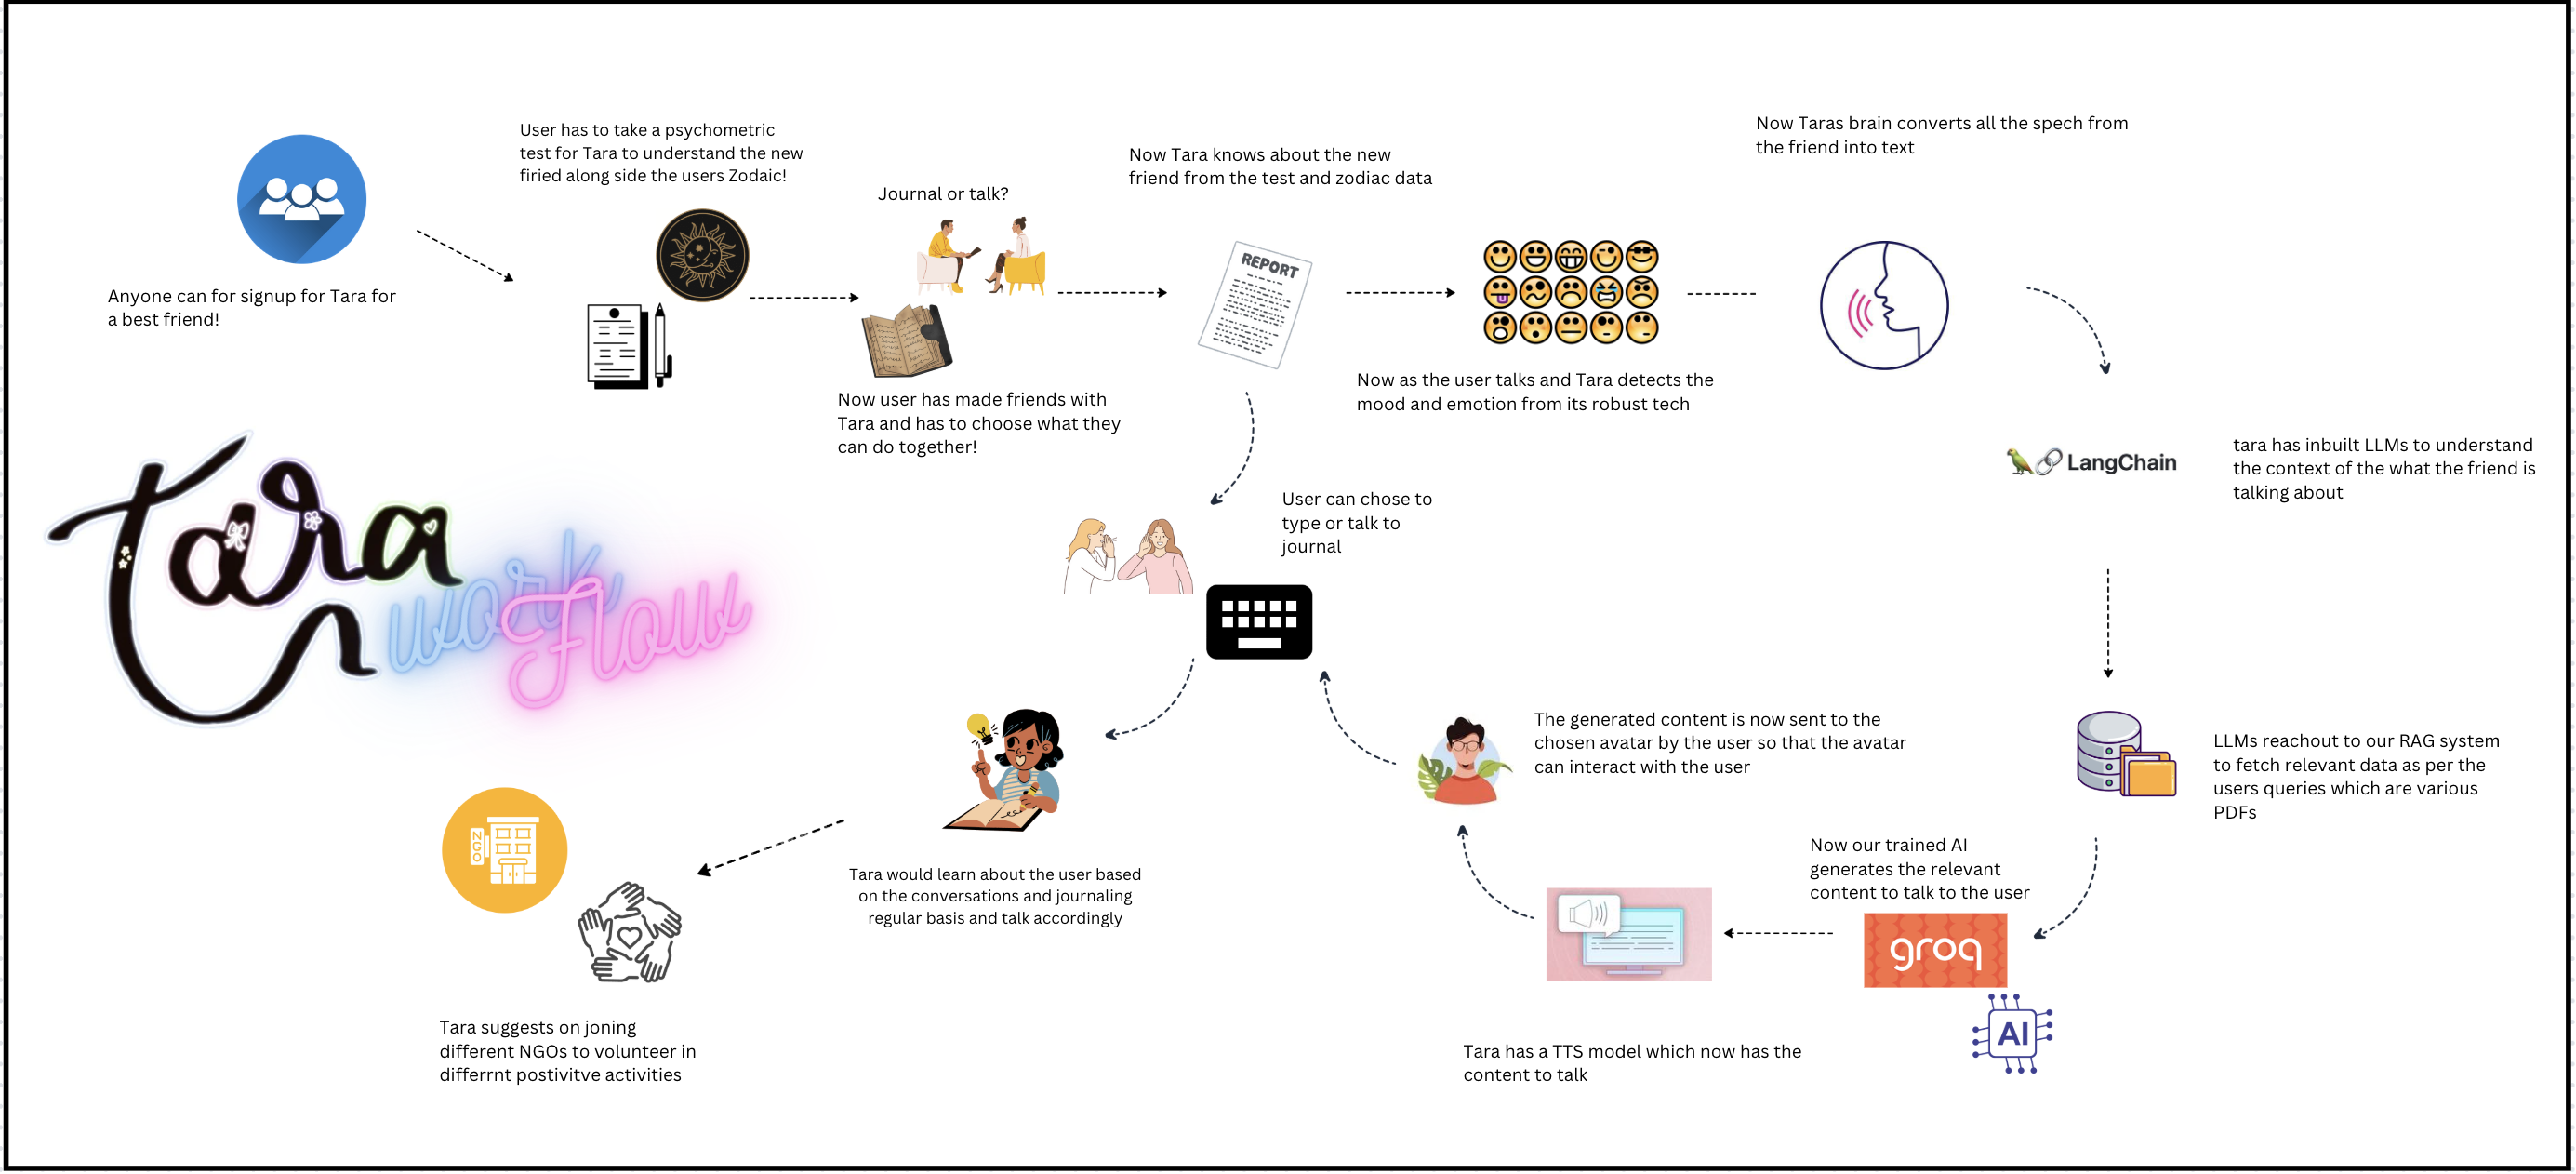 Anyone can for signup for Tara for
a best friend!
User has to take a psychometric
test for Tara to understand the new
firied along side the users Zodaic!
Journal or talk?
Now user has made friends with
Tara and has to choose what they
can do together!
Now Tara knows about the new
friend from the test and zodiac data
REPORT
Now as the user talks and Tara detects the
mood and emotion from its robust tech
Now Taras brain converts all the spech from
the friend into text
LangChain
tara has inbuilt LLMs to understand
the context of the what the friend is
talking about
LLMs reachout to our RAG system
to fetch relevant data as per the
users queries which are various
PDFs
Now our trained AI
generates the relevant
content to talk to the user
groq
AI
Tara has a TTS model which now has the
content to talk
The generated content is now sent to the
chosen avatar by the user so that the avatar
can interact with the user
User can chose to
type or talk to
journal
Tara would learn about the user based
on the conversations and journaling
regular basis and talk accordingly
NGO
Tara suggests on joning
different NGOs to volunteer in
differrnt postivitve activities
tara
work
Flow